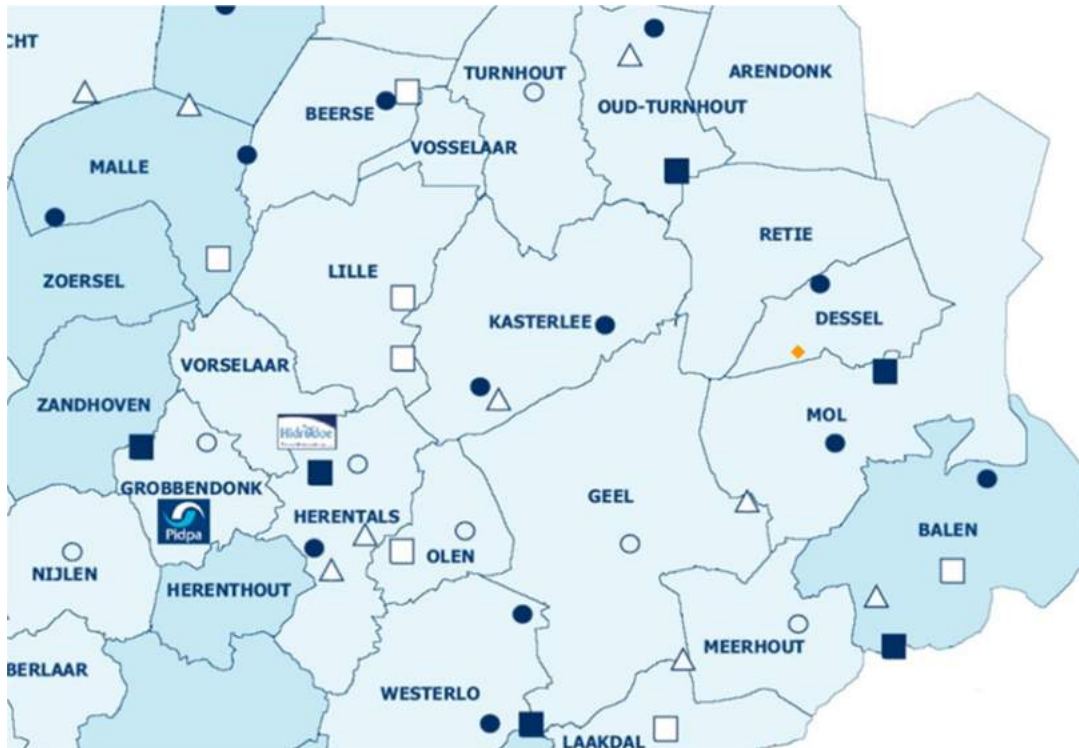 CHT
TURNHOUT
ARENDONK
BEERSE
OUD-TURNHOUT
VOSSELAAR
MALLE
RETIE
ZOERSEL
LILLE
KASTERLEE
DESSEL
VORSELAAR
ZANDHOVEN
MOL
Hidrodoe
GROBBENDONK
GEEL
HERENTALS
Pidpa
BALEN
OLEN
NIJLEN
HERENTHOUT
MEERHOUT
BERLAAR
WESTERLO
LAAKDAL